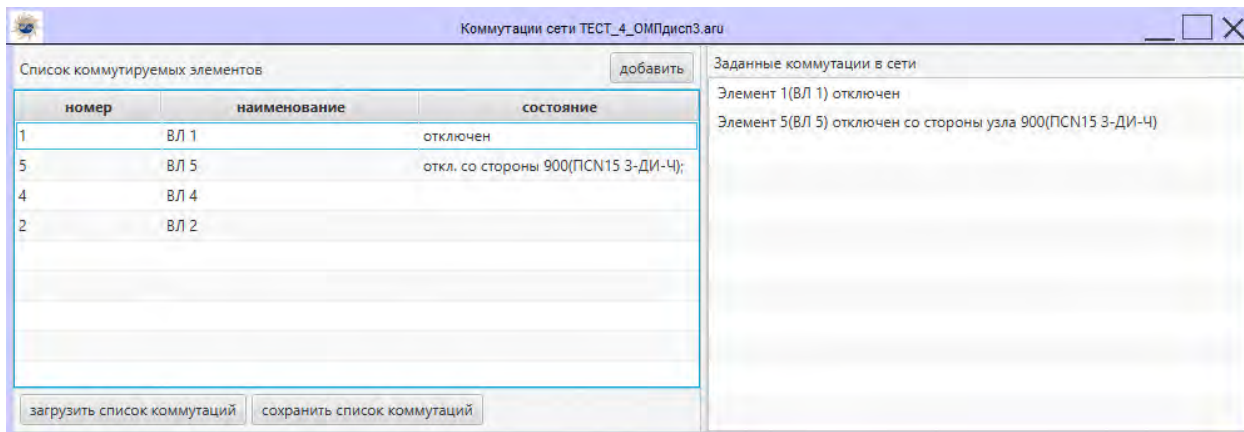 Коммутации сети ТЕСТ_4_ОМПдисп3.aru
Список коммутируемых элементов
добавить
номер наименование состояние
1 ВЛ 1 отключен
5 ВЛ 5 откл. со стороны 900(ПСN15 3-ДИ-Ч);
4 ВЛ 4
2 ВЛ 2
загрузить список коммутаций сохранить список коммутаций
Заданные коммутации в сети
Элемент 1(ВЛ 1) отключен
Элемент 5(ВЛ 5) отключен со стороны узла 900(ПСN15 3-ДИ-Ч)